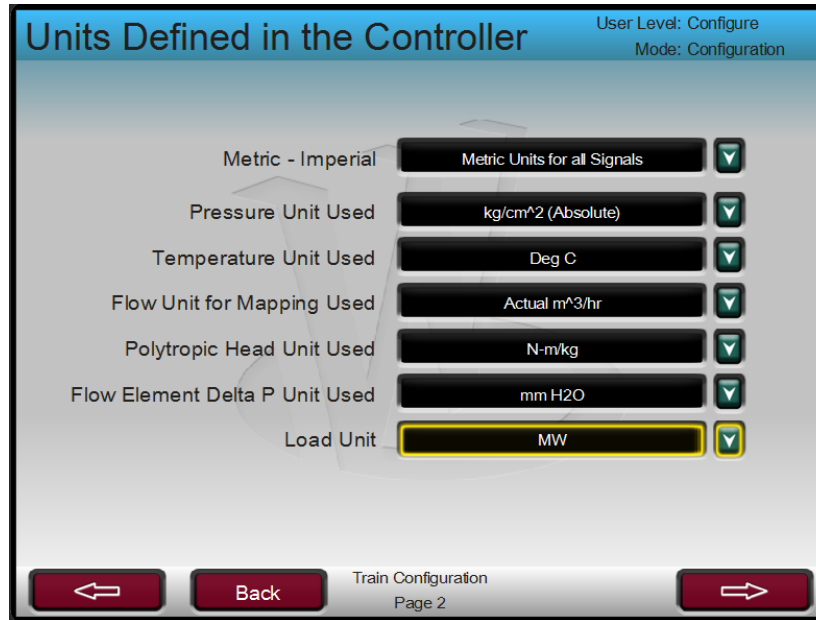 Units Defined in the Controller
User Level: Configure
Mode: Configuration
Metric - Imperial
Metric Units for all Signals
Pressure Unit Used
kg/cm^2 (Absolute)
Temperature Unit Used
Deg C
Flow Unit for Mapping Used
Actual m^3/hr
Polytropic Head Unit Used
N-m/kg
Flow Element Delta P Unit Used
mm H2O
Load Unit
MW
Back
Train Configuration
Page 2